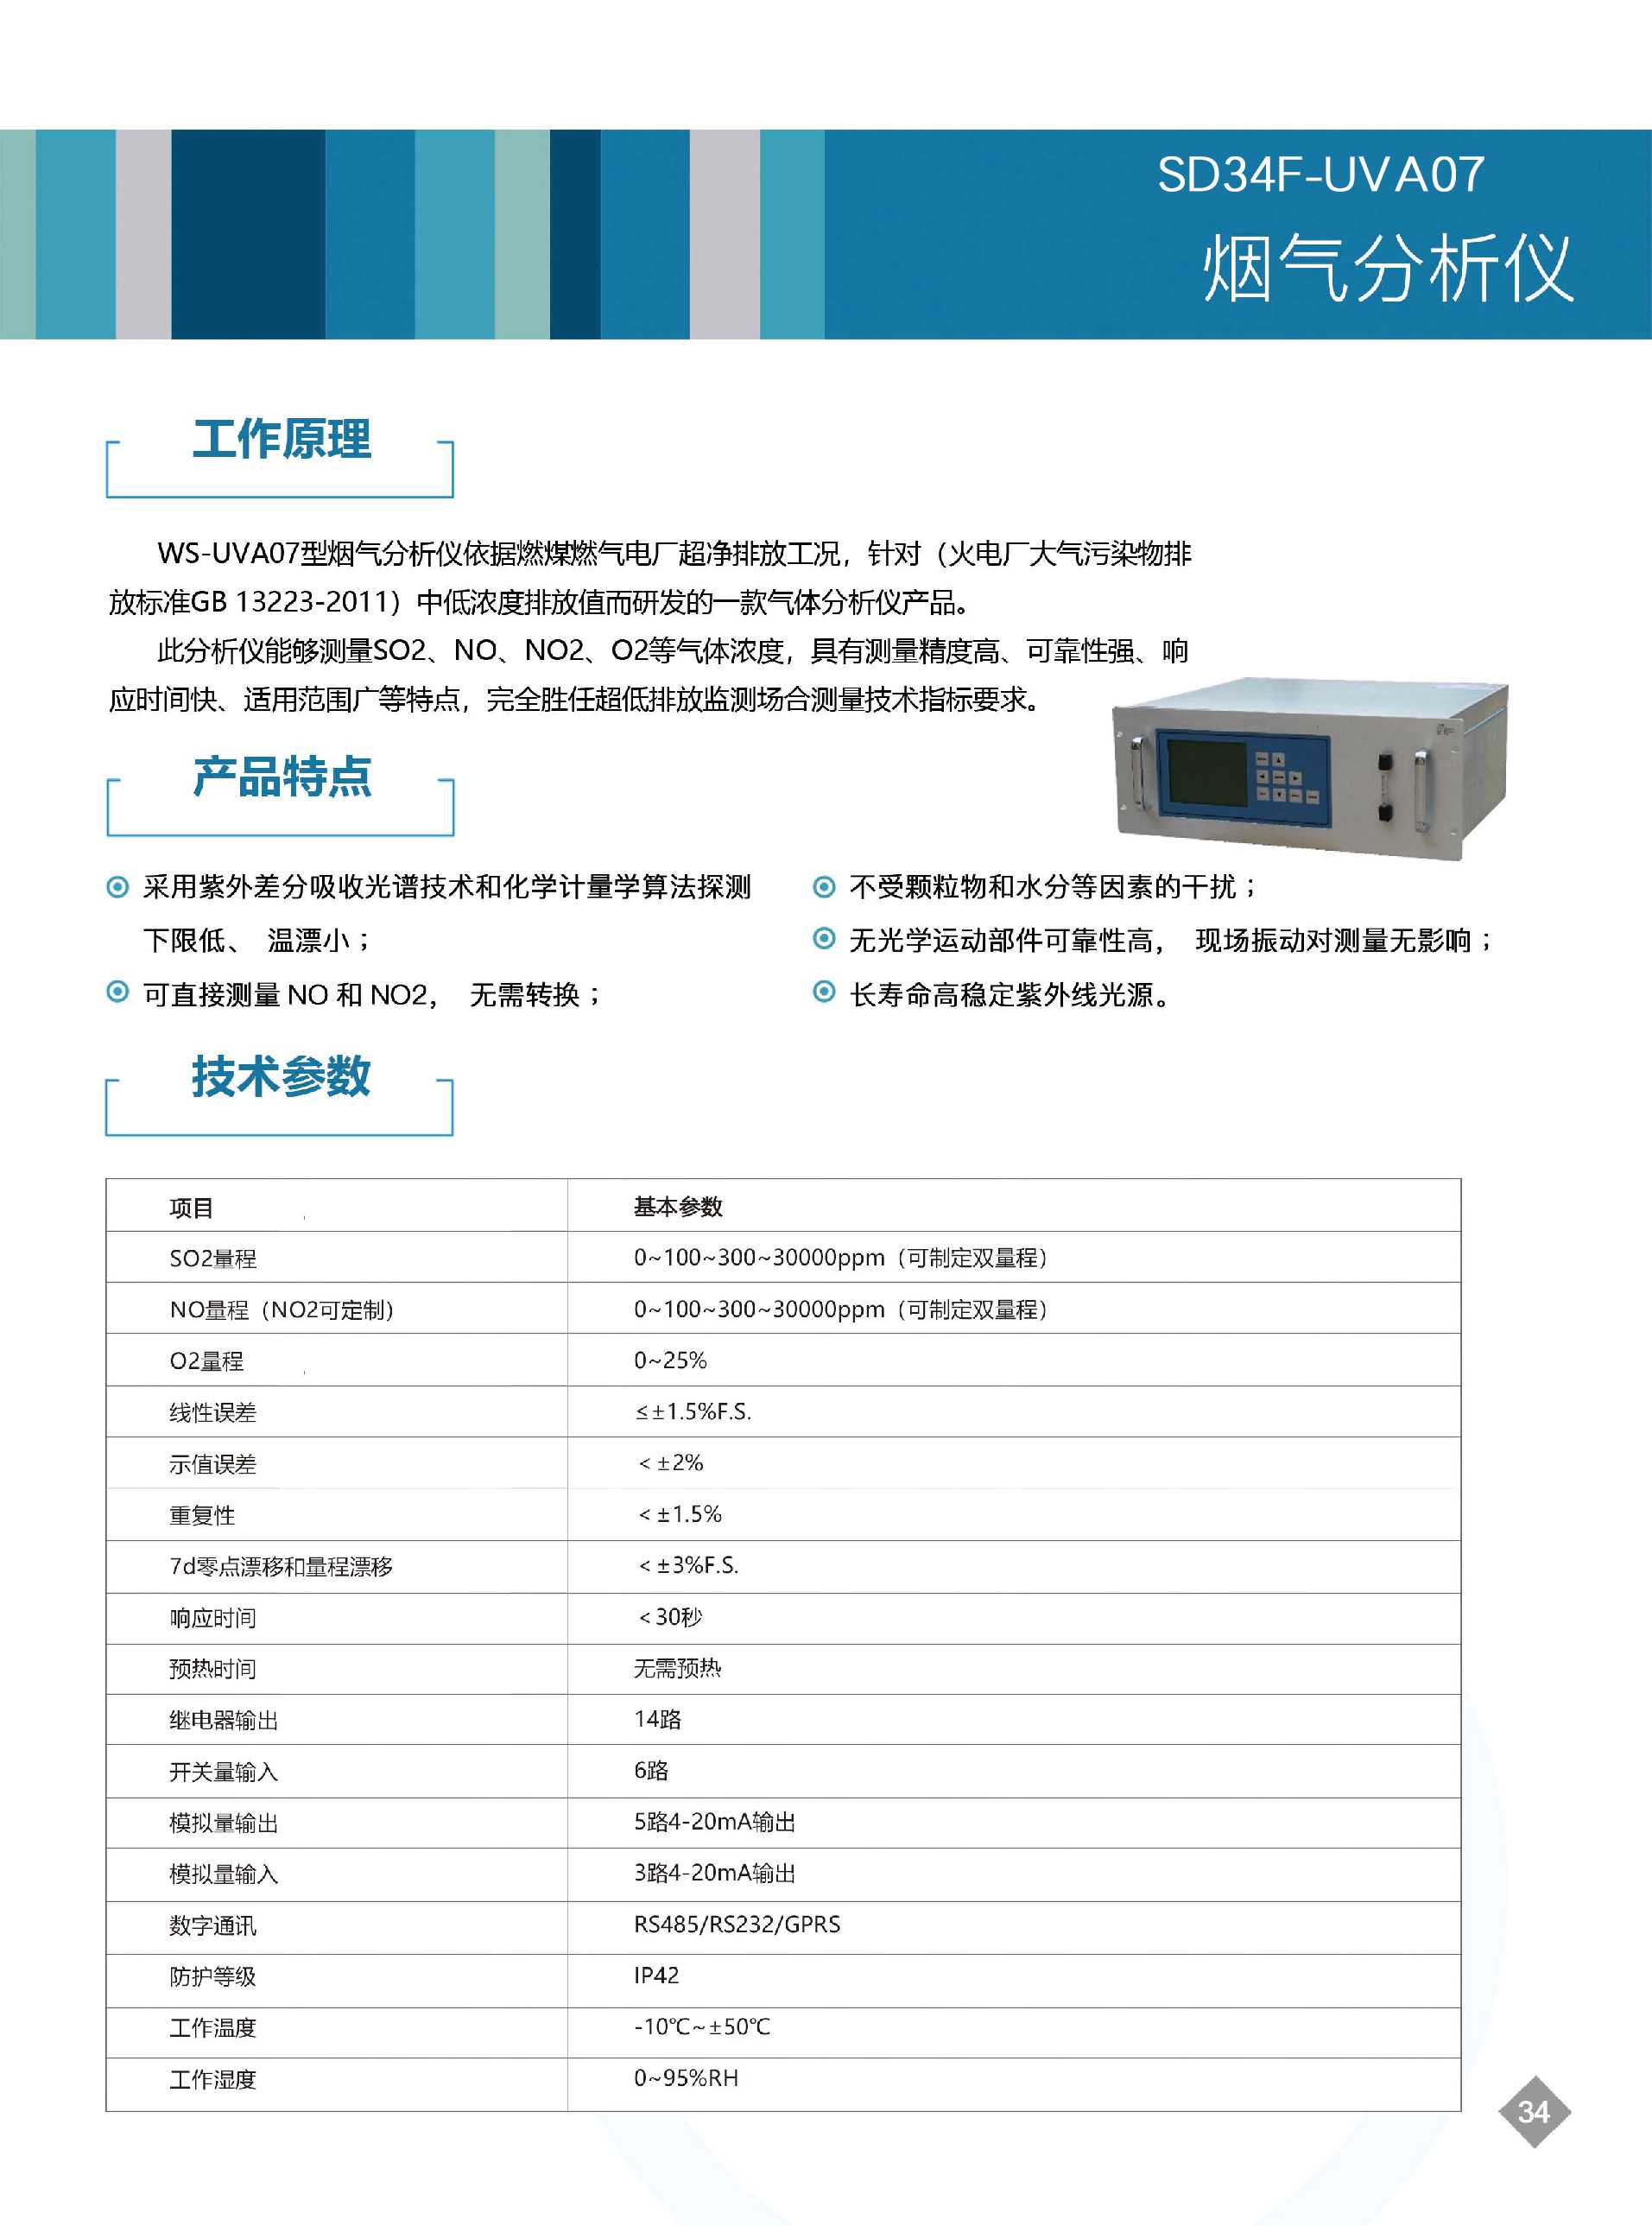 SD34F-UVA07
烟气分析仪
工作原理
WS-UVA07型烟气分析仪依据燃煤燃气电厂超净排放工况，针对（火电厂大气污染物排
放标准GB 13223-2011）中低浓度排放值而研发的一款气体分析仪产品。
此分析仪能够测量SO2、NO、NO2、O2等气体浓度，具有测量精度高、可靠性强、响
应时间快、适用范围广等特点，完全胜任超低排放监测场合测量技术指标要求。
产品特点
采用紫外差分吸收光谱技术和化学计量学算法探测
下限低、 温漂小；
可直接测量 NO 和 NO2， 无需转换；
不受颗粒物和水分等因素的干扰；
无光学运动部件可靠性高， 现场振动对测量无影响；
长寿命高稳定紫外线光源。
技术参数
项目 基本参数
SO2量程 0~100~300~30000ppm（可制定双量程）
NO量程（NO2可定制） 0~100~300~30000ppm（可制定双量程）
O2量程 0~25%
线性误差 ≤±1.5%F.S.
示值误差 ＜±2%
重复性 ＜±1.5%
7d零点漂移和量程漂移 ＜±3%F.S.
响应时间 ＜30秒
预热时间 无需预热
继电器输出 14路
开关量输入 6路
模拟量输出 5路4-20mA输出
模拟量输入 3路4-20mA输出
数字通讯 RS485/RS232/GPRS
防护等级 IP42
工作温度 -10℃~±50℃
工作湿度 0~95%RH
34